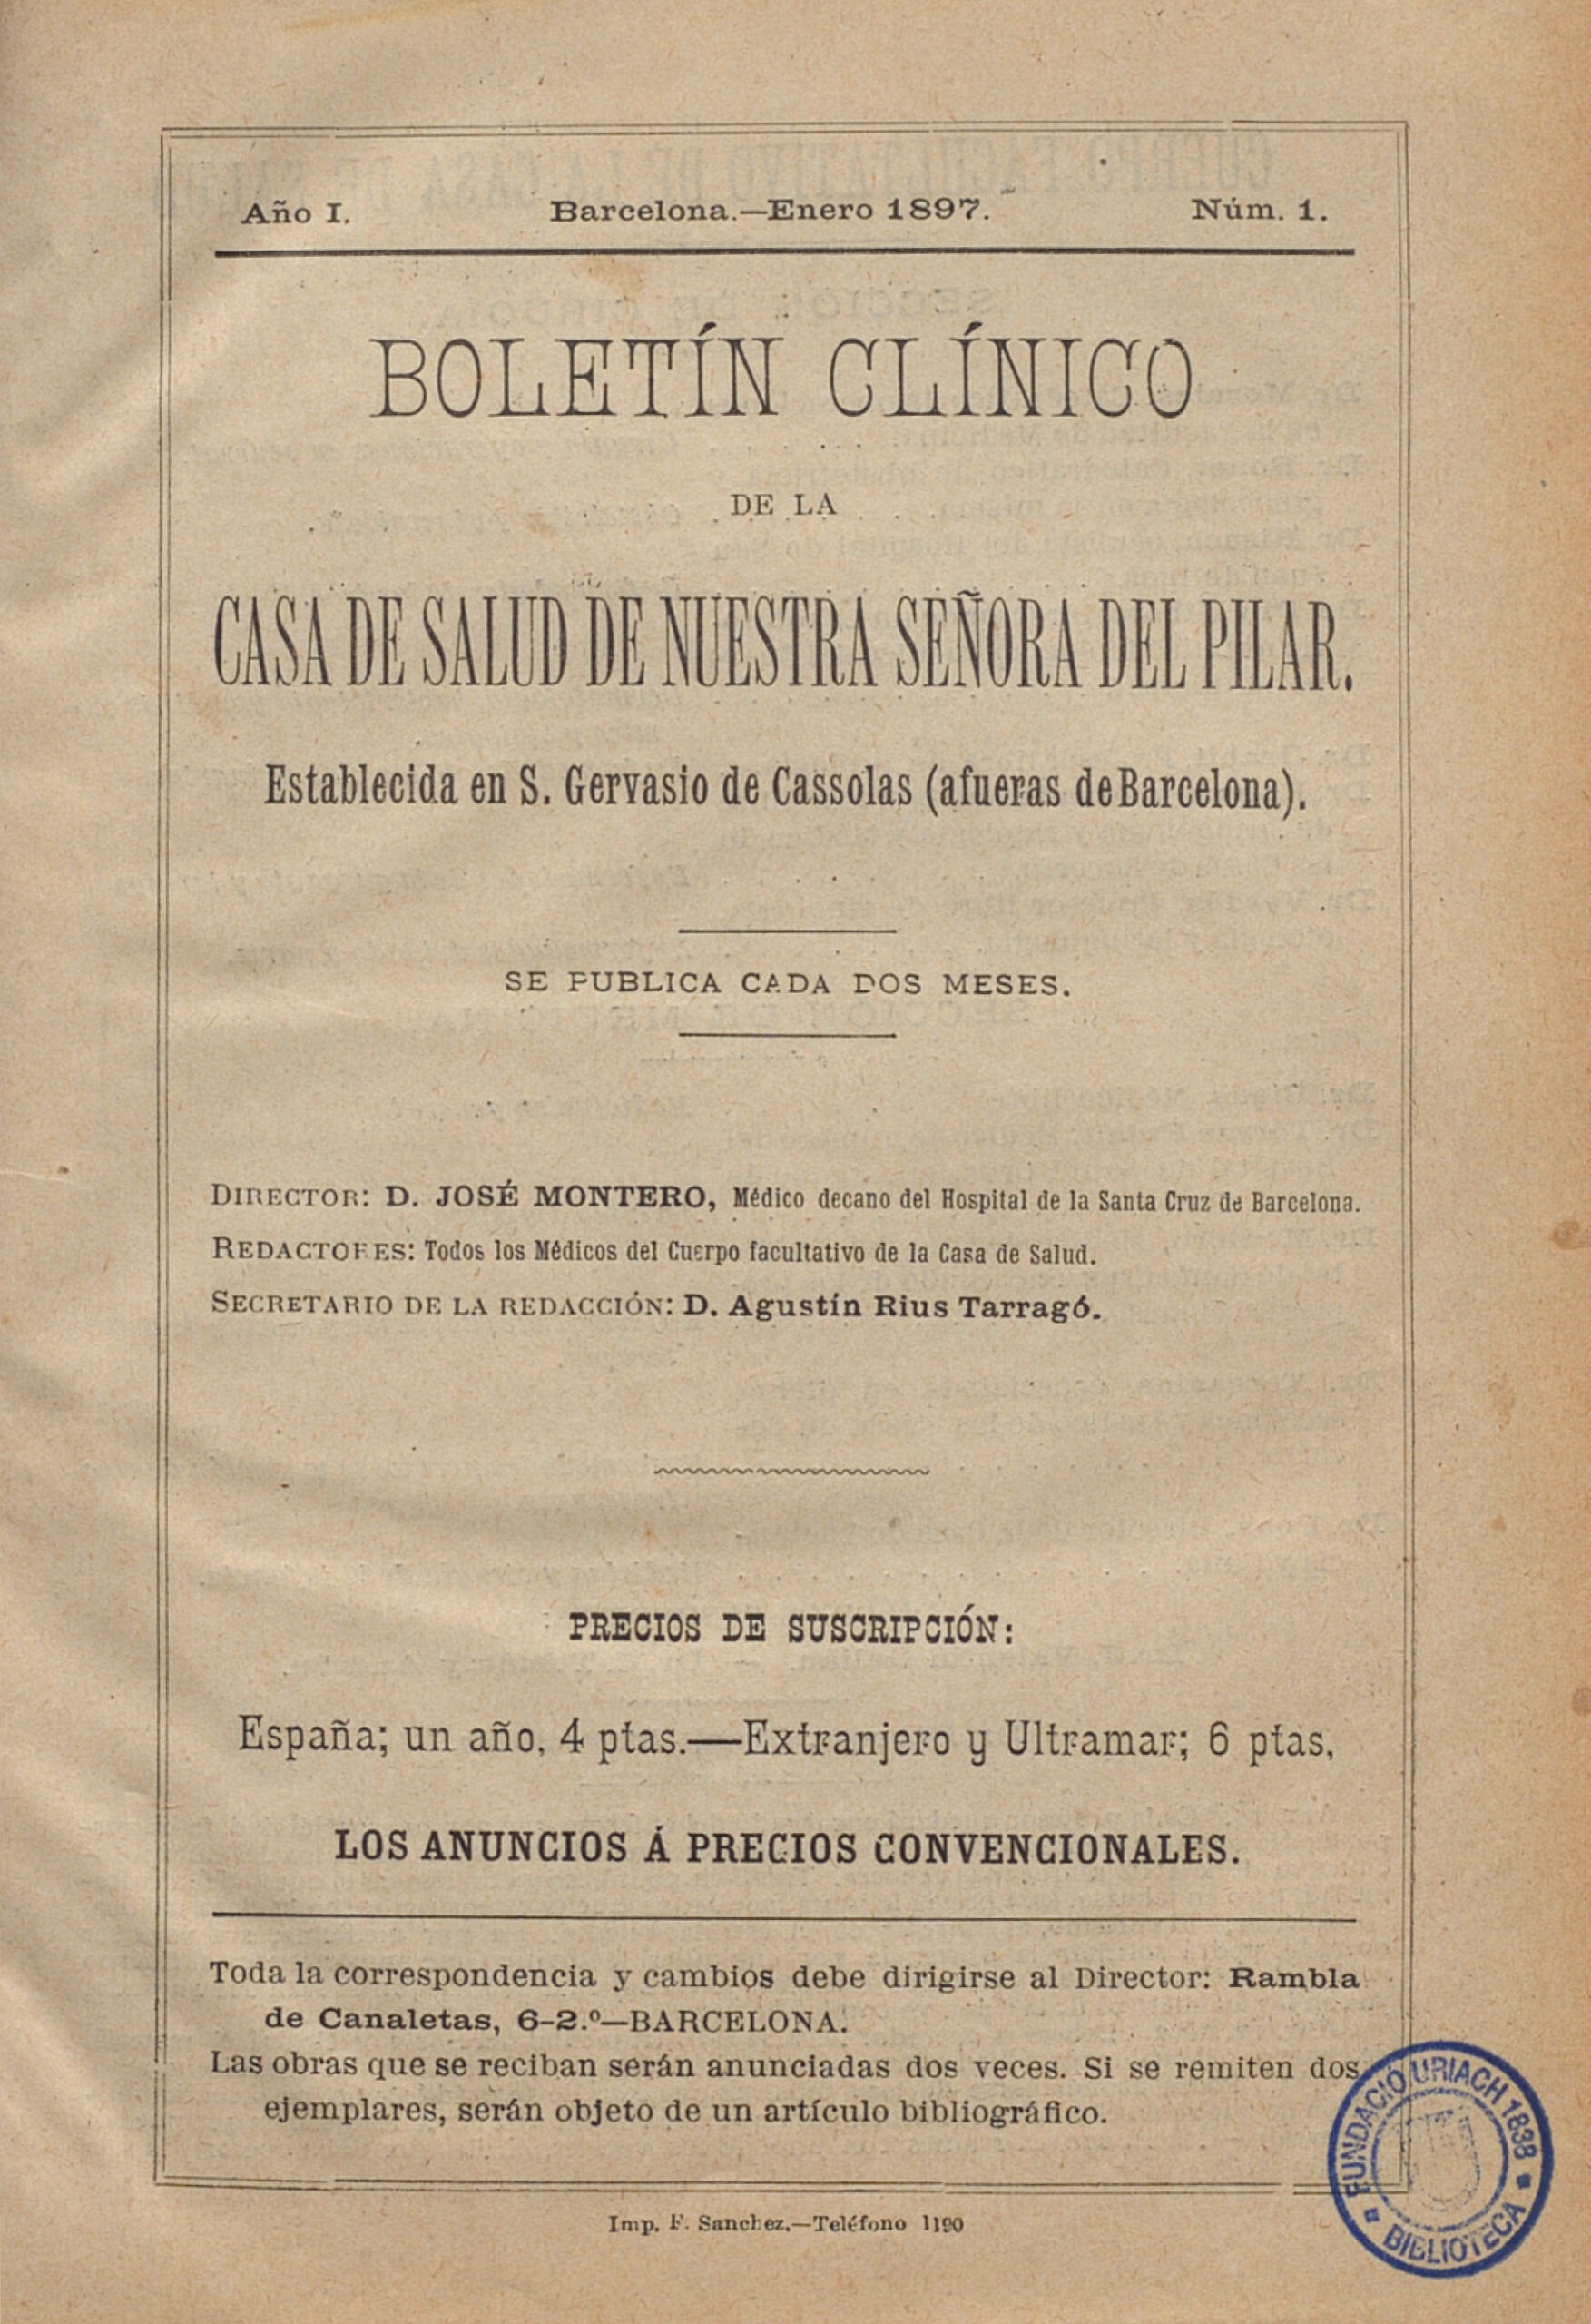 Año I. Barcelona.—Enero 1897. Núm. 1.
BOLETÍN CLÍNICO
DE LA
CASA DE SALUD DE NUESTRA SEÑORA DEL PILAR.
Establecida en S. Gervasio de Cassolas (afueras de Barcelona).
SE PUBLICA CADA DOS MESES.
DIRECTOR: D. JOSÉ MONTERO, Médico decano del Hospital de la Santa Cruz de Barcelona.
REDACTORES: Todos los Médicos del Cuerpo facultativo de la Casa de Salud.
SECRETARIO DE LA REDACCIÓN: D. Agustín Rius Tarragó.
PRECIOS DE SUSCRIPCIÓN:
España; un año, 4 ptas.—Extranjero y Ultramar; 6 ptas,
LOS ANUNCIOS Á PRECIOS CONVENCIONALES.
Toda la correspondencia y cambios debe dirigirse al Director: Rambla
de Canaletas, 6-2.º—BARCELONA.
Las obras que se reciban serán anunciadas dos veces. Si se remiten dos
ejemplares, serán objeto de un artículo bibliográfico.
Imp. F. Sanchez.—Teléfono 1190
FUNDACIÓ URIACH 1838
BIBLIOTECA